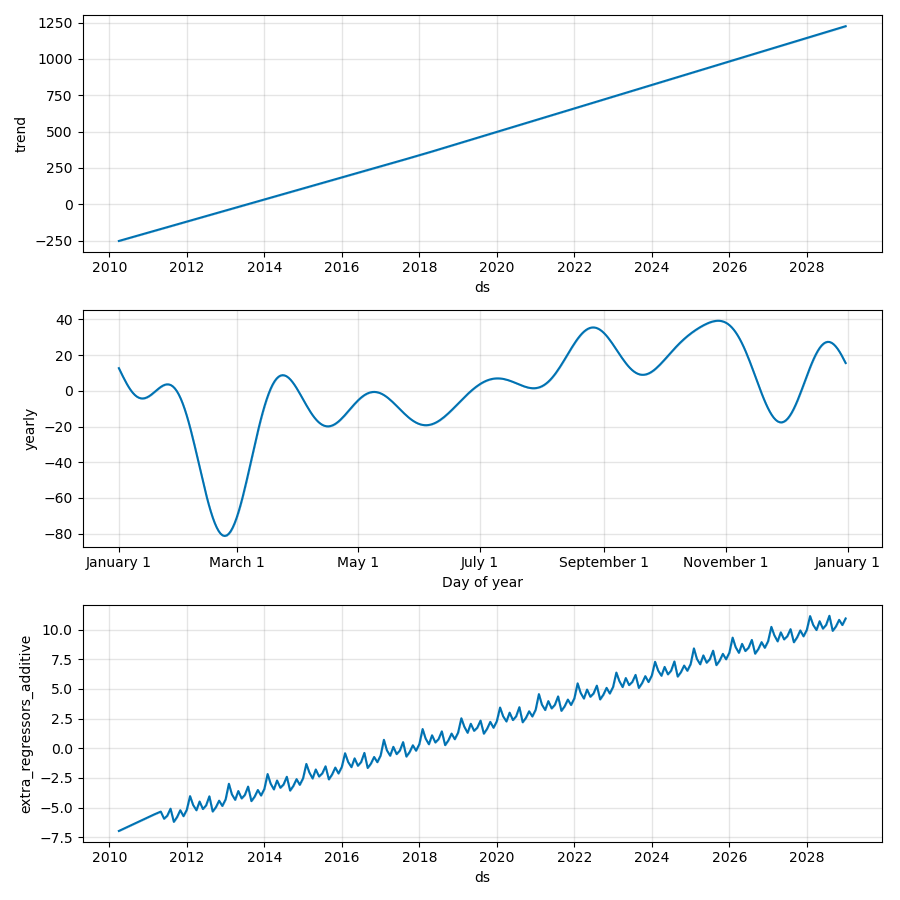 1250
1000
750
500
250
0
−250
trend
2010 2012 2014 2016 2018 2020 2022 2024 2026 2028
ds
40
20
0
−20
−40
−60
−80
yearly
January 1 March 1 May 1 July 1 September 1 November 1 January 1
Day of year
10.0
7.5
5.0
2.5
0.0
−2.5
−5.0
−7.5
extra_regressors_additive
2010 2012 2014 2016 2018 2020 2022 2024 2026 2028
ds